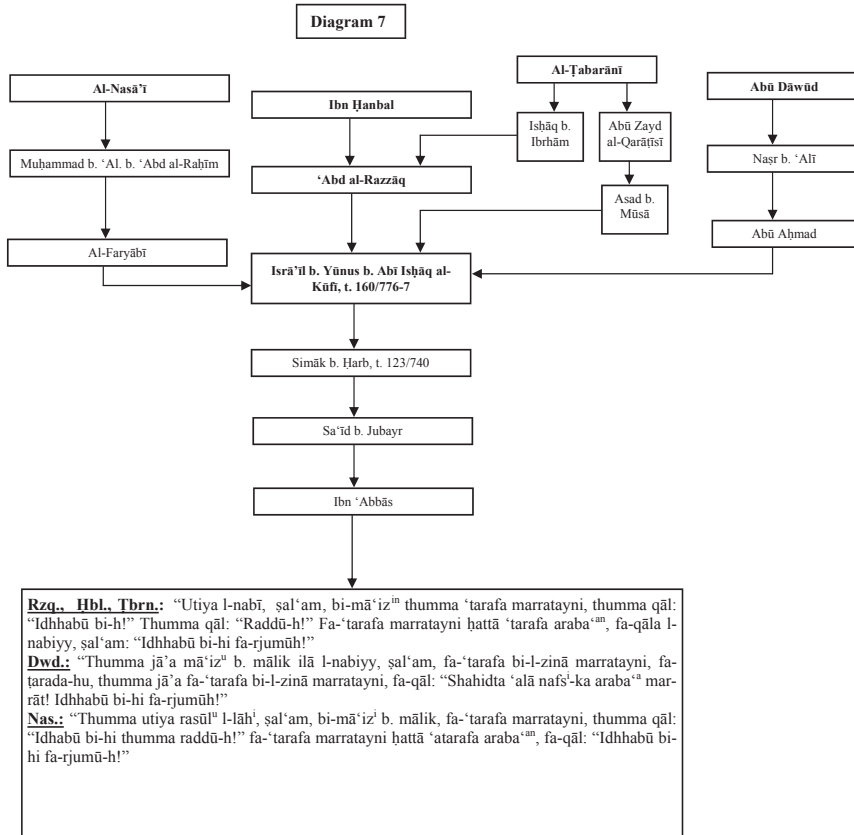 Diagram 7
Al-Nasā’ī
Muḥammad b. ‘Al. b. ‘Abd al-Raḥīm
Al-Faryābī
Ibn Ḥanbal
‘Abd al-Razzāq
Al-Ṭabarānī
Isḥāq b.
Ibrhām
Abū Zayd
al-Qarāṭīsī
Asad b.
Mūsā
Abū Dāwūd
Naṣr b. ‘Alī
Abū Aḥmad
Isrā’īl b. Yūnus b. Abī Isḥāq al-
Kūfī, t. 160/776-7
Simāk b. Ḥarb, t. 123/740
Sa‘īd b. Jubayr
Ibn ‘Abbās
Rzq., Ḥbl., Ṭbrn.: “Utiya l-nabī, ṣal‘am, bi-mā‘izⁱⁿ thumma ‘tarafa marratayni, thumma qāl:
“Idhhabū bi-h!” Thumma qāl: “Raddū-h!” Fa-‘tarafa marratayni ḥattā ‘tarafa araba‘ᵃⁿ, fa-qāla l-
nabiyy, ṣal‘am: “Idhhabū bi-hi fa-rjumūh!”
Dwd.: “Thumma jā’a mā‘izᵘ b. mālik ilā l-nabiyy, ṣal‘am, fa-‘tarafa bi-l-zinā marratayni, fa-
ṭarada-hu, thumma jā’a fa-‘tarafa bi-l-zinā marratayni, fa-qāl: “Shahidta ‘alā nafsⁱ-ka araba‘ᵃ mar-
rāt! Idhhabū bi-hi fa-rjumūh!”
Nas.: “Thumma utiya rasūlᵘ l-lāhⁱ, ṣal‘am, bi-mā‘izⁱ b. mālik, fa-‘tarafa marratayni, thumma qāl:
“Idhabū bi-hi thumma raddū-h!” fa-‘tarafa marratayni ḥattā ‘atarafa araba‘ᵃⁿ, fa-qāl: “Idhhabū bi-
hi fa-rjumū-h!”